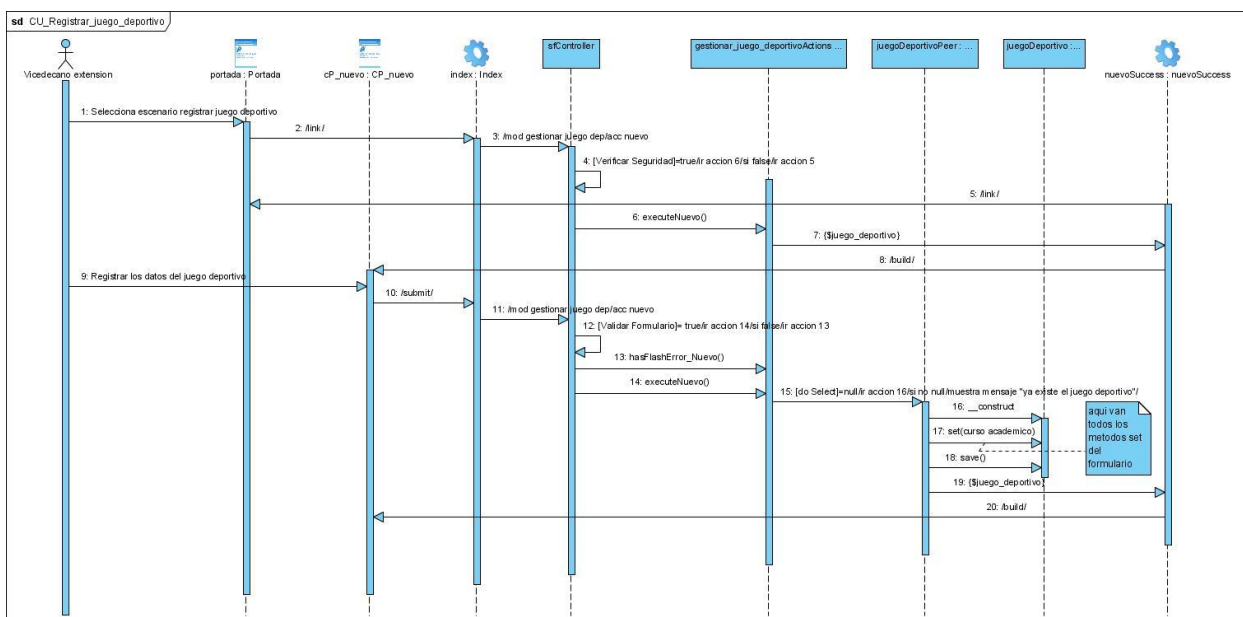 sd CU_Registrar_juego_deportivo
Vicedecano extension
portada : Portada
cP_nuevo : CP_nuevo
index : Index
sfController
gestionar_juego_deportivoActions ...
juegoDeportivoPeer : ...
juegoDeportivo :...
nuevoSuccess : nuevoSuccess
1: Selecciona escenario registrar juego deportivo
2: /link/
3: /mod gestionar juego dep/acc nuevo
4: [Verificar Seguridad]=true/ir accion 6/si false/ir accion 5
5: /link/
6: executeNuevo()
7: {$juego_deportivo}
8: /build/
9: Registrar los datos del juego deportivo
10: /submit/
11: /mod gestionar juego dep/acc nuevo
12: [Validar Formulario]= true/ir accion 14/si false/ir accion 13
13: hasFlashError_Nuevo()
14: executeNuevo()
15: [do Select]=null/ir accion 16/si no null/muestra mensaje "ya existe el juego deportivo"/
16: __construct
17: set(curso academico)
18: save()
aqui van
todos los
metodos set
del
formulario
19: {$juego_deportivo}
20: /build/